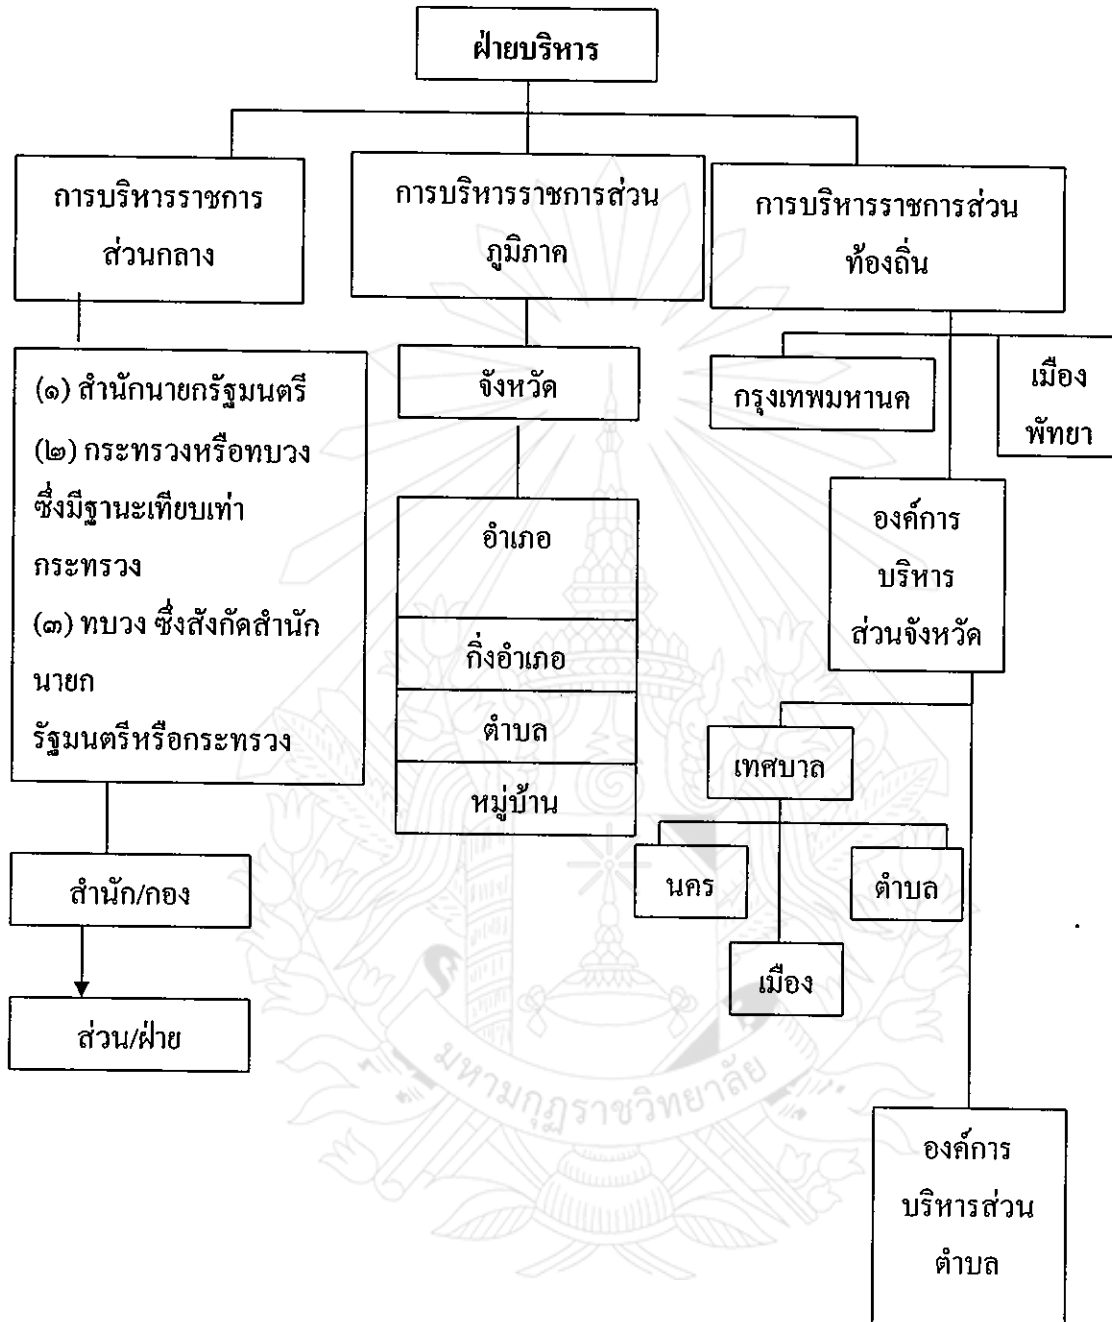 ฝ่ายบริหาร
การบริหารราชการ
ส่วนกลาง
การบริหารราชการส่วน
ภูมิภาค
การบริหารราชการส่วน
ท้องถิ่น
(๑) สำนักนายกรัฐมนตรี
(๒) กระทรวงหรือทบวง
ซึ่งมีฐานะเทียบเท่า
กระทรวง
(๓) ทบวง ซึ่งสังกัดสำนัก
นายก
รัฐมนตรีหรือกระทรวง
สำนัก/กอง
ส่วน/ฝ่าย
จังหวัด
อำเภอ
กิ่งอำเภอ
ตำบล
หมู่บ้าน
กรุงเทพมหานค
เมือง
พัทยา
องค์การ
บริหาร
ส่วนจังหวัด
เทศบาล
นคร
ตำบล
เมือง
องค์การ
บริหารส่วน
ตำบล
มหามกุฏราชวิทยาลัย